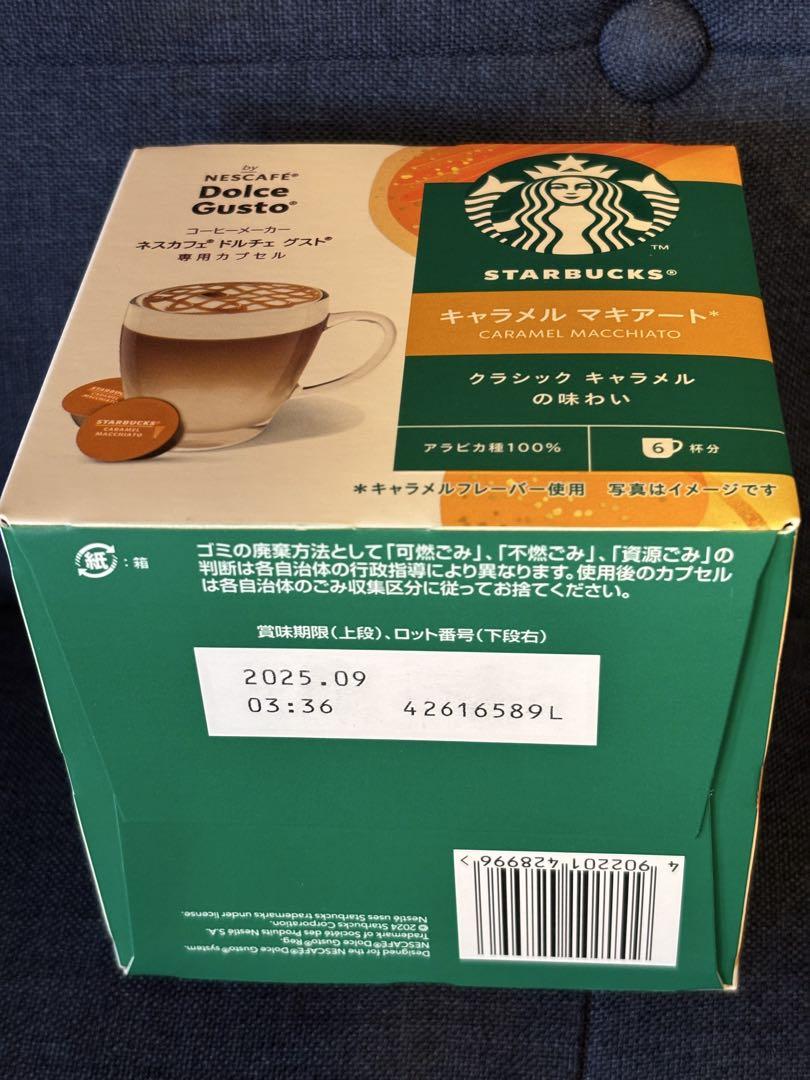 by
NESCAFÉ®
Dolce
Gusto®
コーヒーメーカー
ネスカフェ® ドルチェ グスト®
専用カプセル
STARBUCKS®
CARAMEL
MACCHIATO
TM
STARBUCKS®
キャラメル マキアート*
CARAMEL MACCHIATO
クラシック キャラメル
の味わい
アラビカ種100%
6 杯分
*キャラメルフレーバー使用 写真はイメージです
紙 : 箱
ゴミの廃棄方法として「可燃ごみ」、「不燃ごみ」、「資源ごみ」の
判断は各自治体の行政指導により異なります。使用後のカプセル
は各自治体のごみ収集区分に従ってお捨てください。
賞味期限(上段)、ロット番号(下段右)
2025.09
03:36 42616589L
4 902201 428996 >
Designed for the NESCAFÉ®Dolce Gusto®system.
NESCAFÉ®Dolce Gusto®Reg.
Trademark of Société des Produits Nestlé S.A.
© 2024 Starbucks Corporation.
Nestlé uses Starbucks trademarks under license.